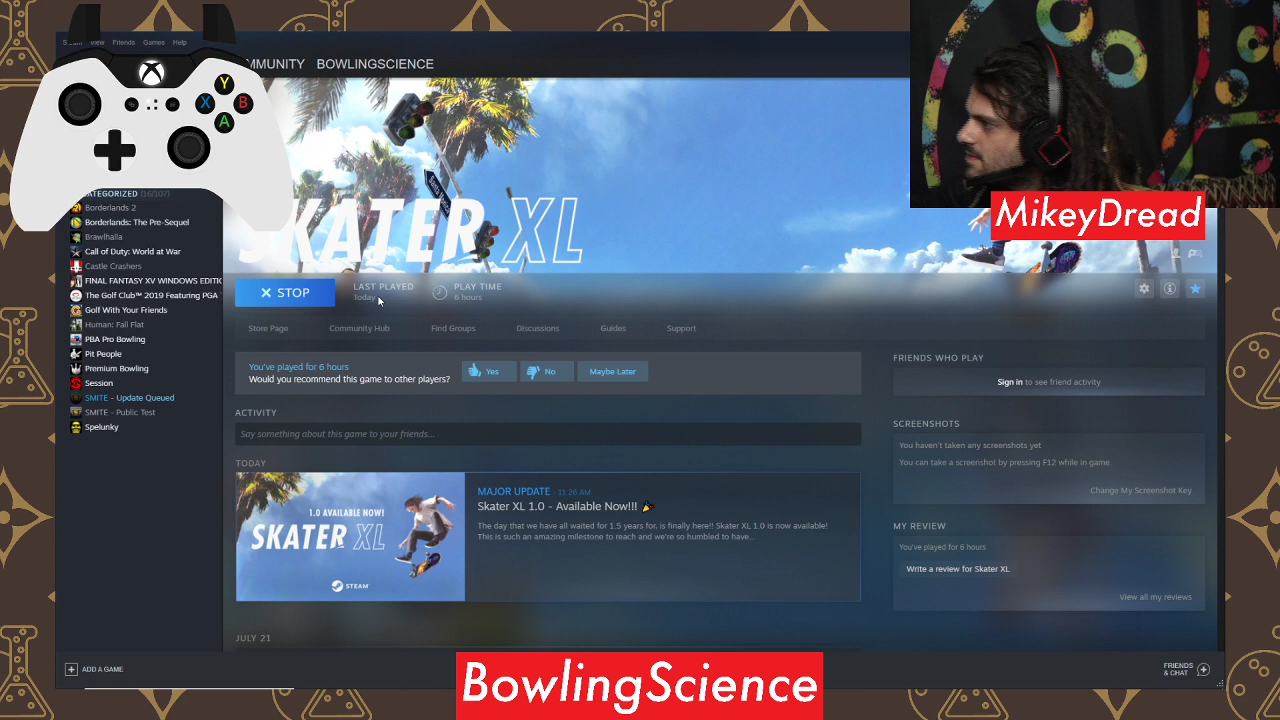 View Friends Games Help
MUNITY BOWLINGSCIENCE
Y
X B
A
SKATER XL
MikeyDread
ATEGORIZED (16/107)
Borderlands 2
Borderlands: The Pre-Sequel
Brawlhalla
Call of Duty: World at War
Castle Crashers
FINAL FANTASY XV WINDOWS EDITIO
The Golf Club™ 2019 Featuring PGA
Golf With Your Friends
Human: Fall Flat
PBA Pro Bowling
Pit People
Premium Bowling
Session
SMITE - Update Queued
SMITE - Public Test
Spelunky
STOP
LAST PLAYED
Today
PLAY TIME
6 hours
Store Page Community Hub Find Groups Discussions Guides Support
You've played for 6 hours
Would you recommend this game to other players?
Yes No Maybe Later
ACTIVITY
Say something about this game to your friends...
TODAY
1.0 AVAILABLE NOW!
SKATER XL
STEAM
MAJOR UPDATE · 11:26 AM
Skater XL 1.0 - Available Now!!!
The day that we have all waited for 1.5 years for, is finally here!! Skater XL 1.0 is now available!
This is such an amazing milestone to reach and we're so humbled to have...
JULY 21
FRIENDS WHO PLAY
Sign in to see friend activity
SCREENSHOTS
You haven't taken any screenshots yet
You can take a screenshot by pressing F12 while in game.
Change My Screenshot Key
MY REVIEW
You've played for 6 hours
Write a review for Skater XL
View all my reviews
ADD A GAME
BowlingScience
FRIENDS
& CHAT